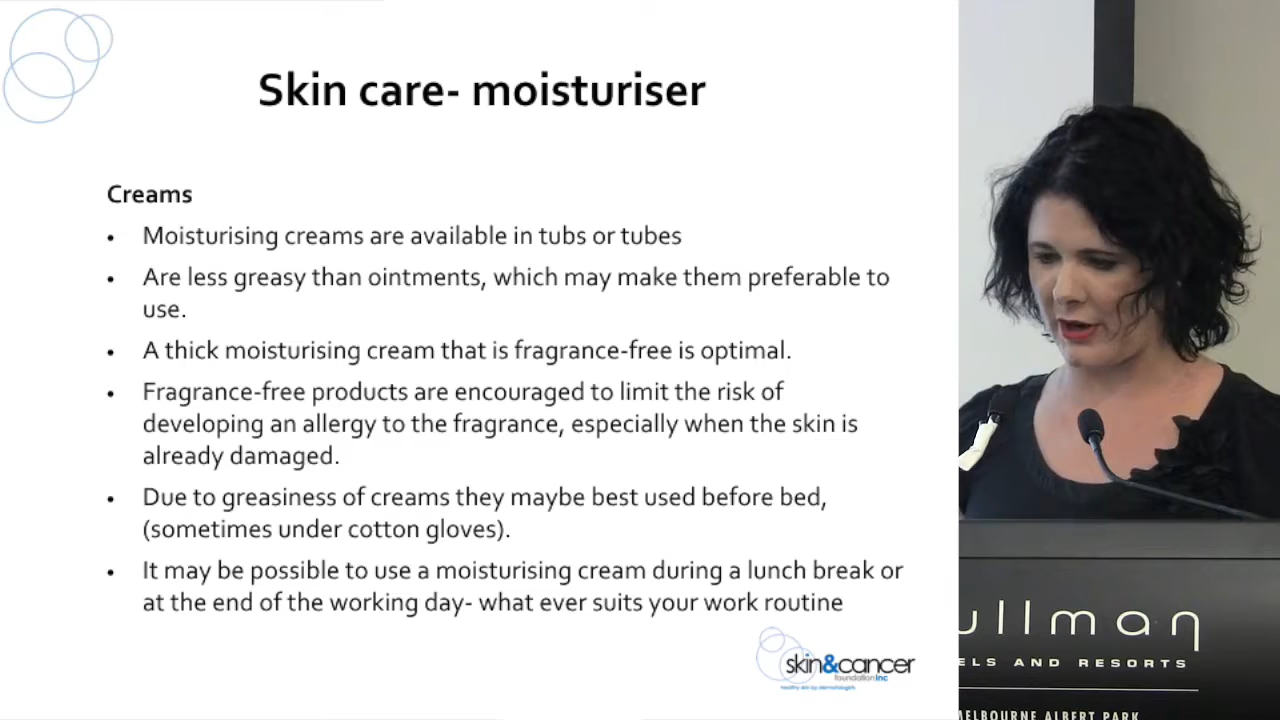 Skin care- moisturiser
Creams
• Moisturising creams are available in tubs or tubes
• Are less greasy than ointments, which may make them preferable to
use.
• A thick moisturising cream that is fragrance-free is optimal.
• Fragrance-free products are encouraged to limit the risk of
developing an allergy to the fragrance, especially when the skin is
already damaged.
• Due to greasiness of creams they maybe best used before bed,
(sometimes under cotton gloves).
• It may be possible to use a moisturising cream during a lunch break or
at the end of the working day- what ever suits your work routine
skin&cancer
foundation inc
healthy skin by dermatologists
ullman
ELS AND RESORTS
MELBOURNE ALBERT PARK